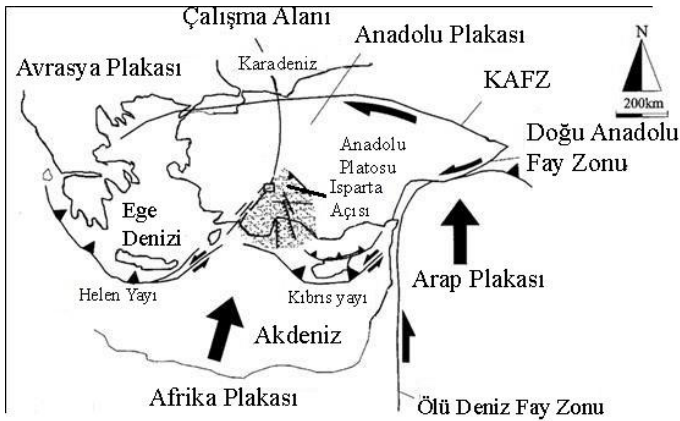 Çalışma Alanı
Anadolu Plakası
N
Avrasya Plakası
Karadeniz
KAFZ
200km
Doğu Anadolu
Fay Zonu
Anadolu
Platosu
Isparta
Açısı
Ege
Denizi
Arap Plakası
Helen Yayı
Kıbrıs yayı
Akdeniz
Afrika Plakası
Ölü Deniz Fay Zonu